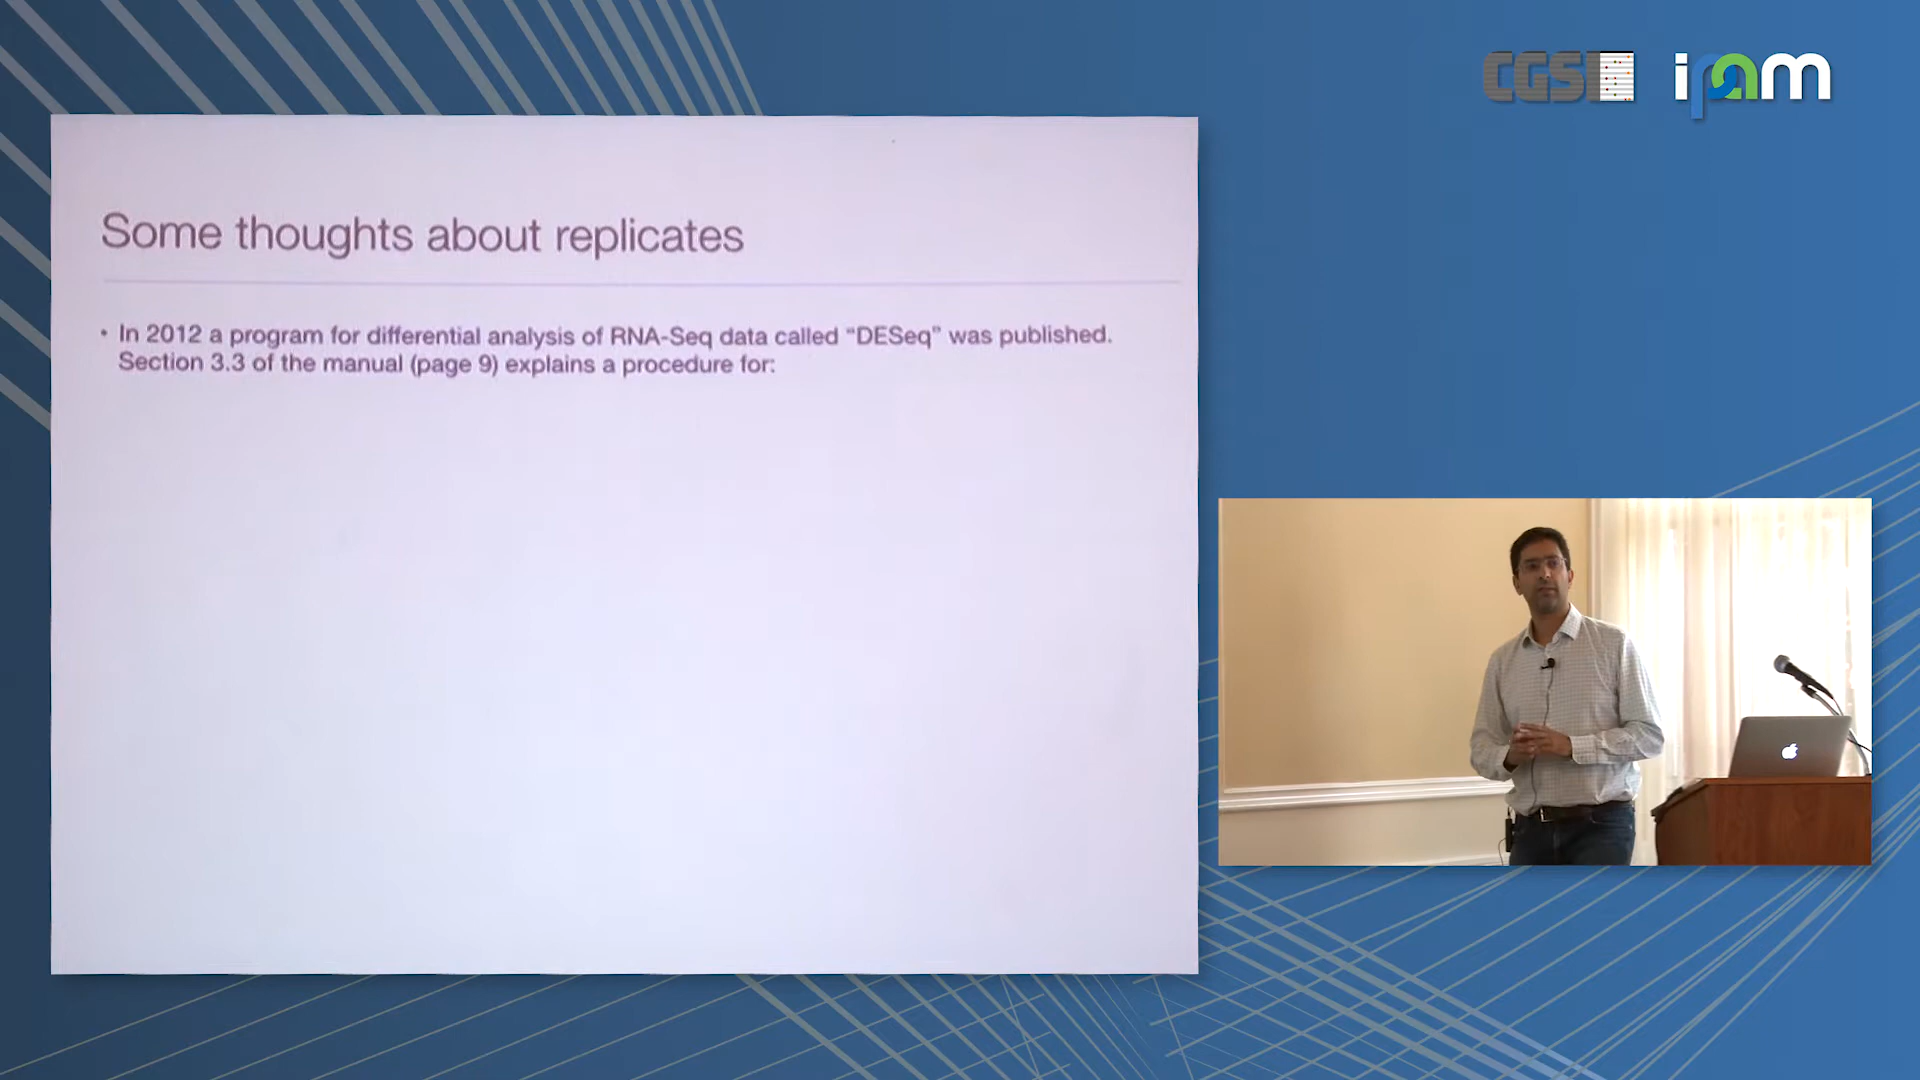 CGSI ipam
Some thoughts about replicates
• In 2012 a program for differential analysis of RNA-Seq data called “DESeq” was published.
Section 3.3 of the manual (page 9) explains a procedure for: